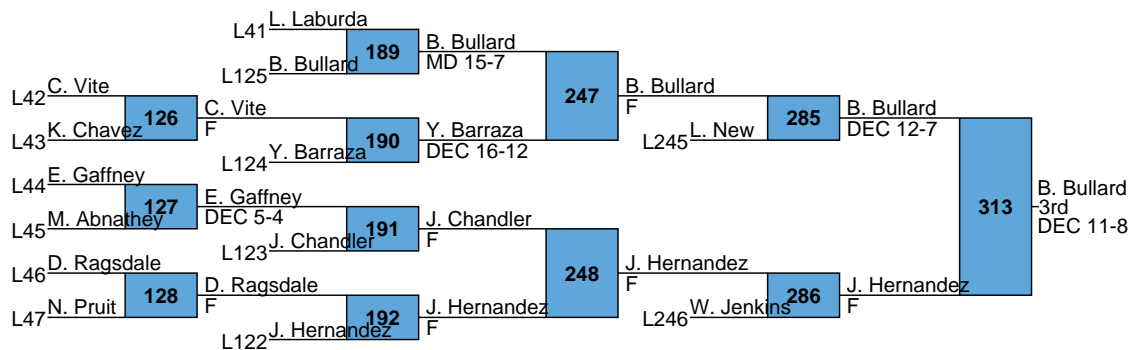 L. Laburda
L41
189
B. Bullard
MD 15-7
B. Bullard
L125
C. Vite
L42
126
C. Vite
F
K. Chavez
L43
190
Y. Barraza
DEC 16-12
Y. Barraza
L124
247
B. Bullard
F
L. New
L245
285
B. Bullard
DEC 12-7
E. Gaffney
L44
127
E. Gaffney
DEC 5-4
M. Abnathey
L45
191
J. Chandler
F
J. Chandler
L123
D. Ragsdale
L46
128
D. Ragsdale
F
N. Pruit
L47
192
J. Hernandez
F
J. Hernandez
L122
248
J. Hernandez
F
W. Jenkins
L246
286
J. Hernandez
F
313
B. Bullard
3rd
DEC 11-8